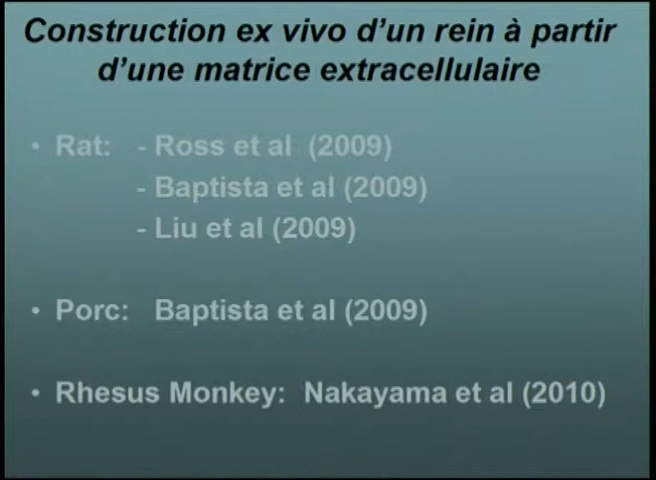 Construction ex vivo d'un rein à partir
d'une matrice extracellulaire
• Rat: - Ross et al (2009)
- Baptista et al (2009)
- Liu et al (2009)
• Porc: Baptista et al (2009)
• Rhesus Monkey: Nakayama et al (2010)